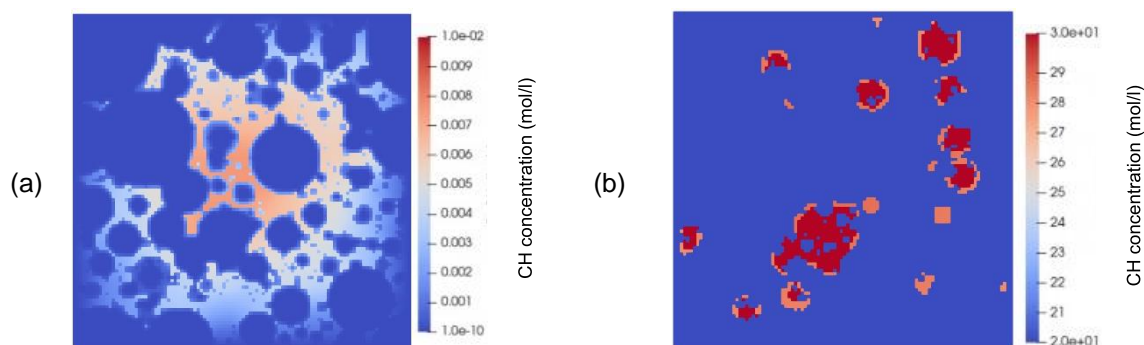 (a)
1.0e-02
0.009
0.008
0.007
0.006
0.005
0.004
0.003
0.002
0.001
1.0e-10
CH concentration (mol/l)
(b)
3.0e+01
29
28
27
26
25
24
23
22
21
2.0e+01
CH concentration (mol/l)